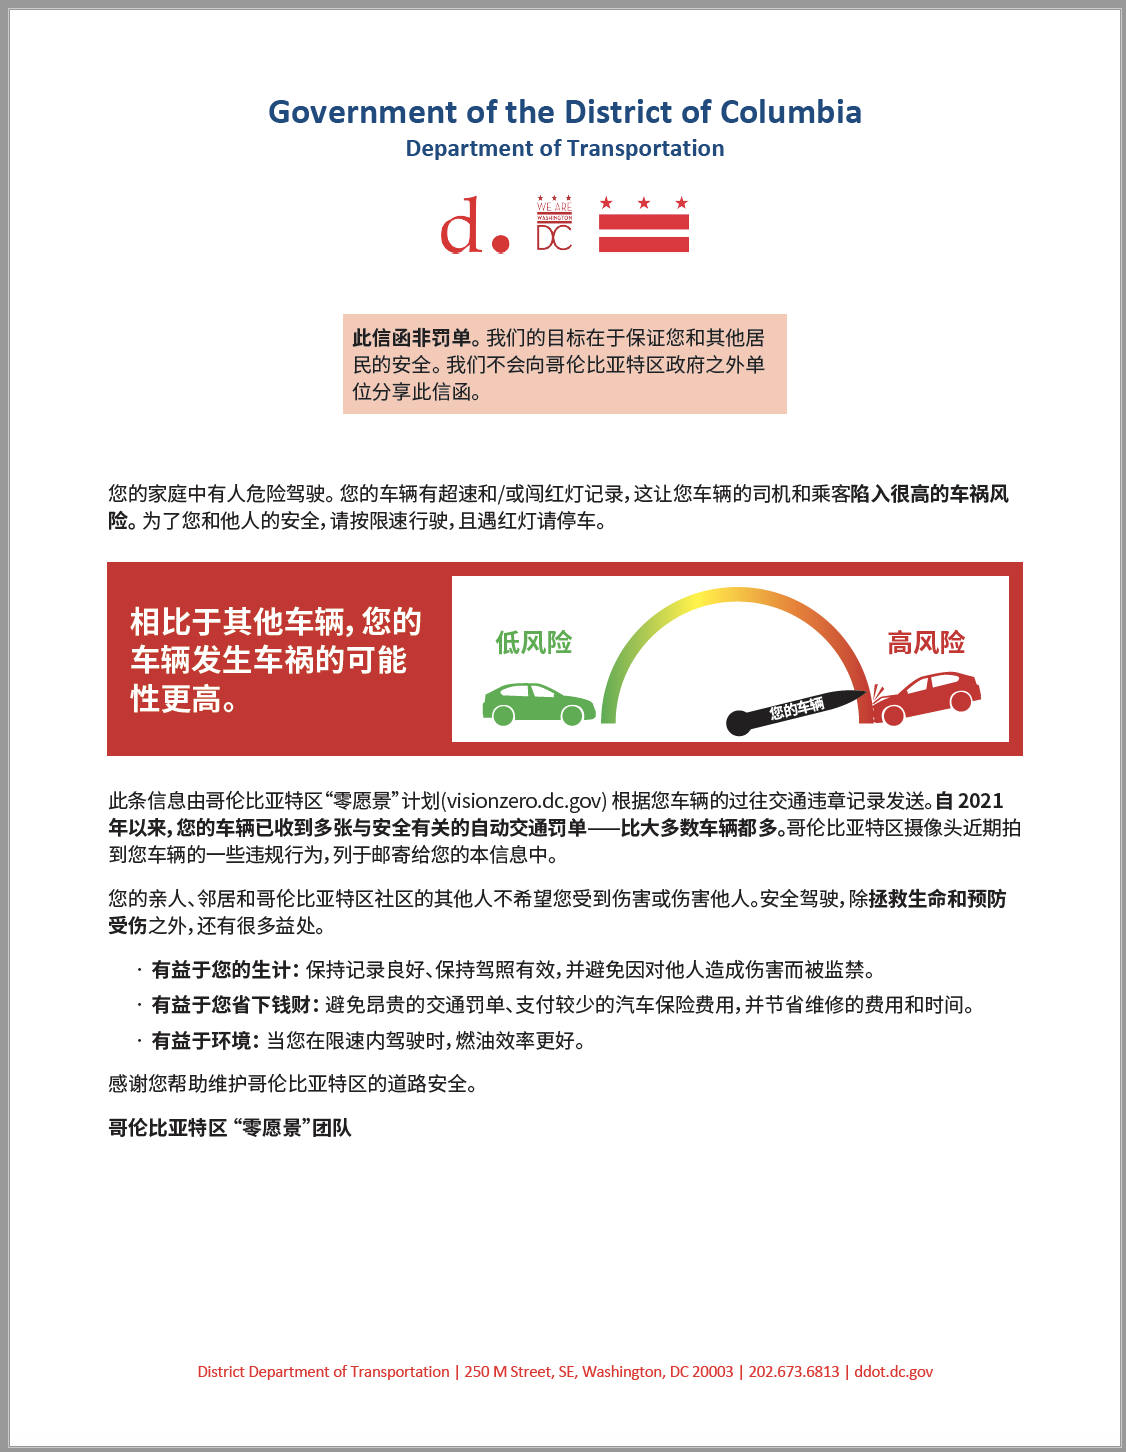 Government of the District of Columbia
Department of Transportation
d.
WE ARE
WASHINGTON
DC
此信函非罚单。我们的目标在于保证您和其他居
民的安全。我们不会向哥伦比亚特区政府之外单
位分享此信函。
您的家庭中有人危险驾驶。您的车辆有超速和/或闯红灯记录，这让您车辆的司机和乘客陷入很高的车祸风
险。为了您和他人的安全，请按限速行驶，且遇红灯请停车。
相比于其他车辆，您的
车辆发生车祸的可能
性更高。
低风险
高风险
您的车辆
此条信息由哥伦比亚特区“零愿景”计划(visionzero.dc.gov) 根据您车辆的过往交通违章记录发送。自 2021
年以来，您的车辆已收到多张与安全有关的自动交通罚单——比大多数车辆都多。哥伦比亚特区摄像头近期拍
到您车辆的一些违规行为，列于邮寄给您的本信息中。
您的亲人、邻居和哥伦比亚特区社区的其他人不希望您受到伤害或伤害他人。安全驾驶，除拯救生命和预防
受伤之外，还有很多益处。
· 有益于您的生计：保持记录良好、保持驾照有效，并避免因对他人造成伤害而被监禁。
· 有益于您省下钱财：避免昂贵的交通罚单、支付较少的汽车保险费用，并节省维修的费用和时间。
· 有益于环境：当您在限速内驾驶时，燃油效率更好。
感谢您帮助维护哥伦比亚特区的道路安全。
哥伦比亚特区 “零愿景”团队
District Department of Transportation | 250 M Street, SE, Washington, DC 20003 | 202.673.6813 | ddot.dc.gov